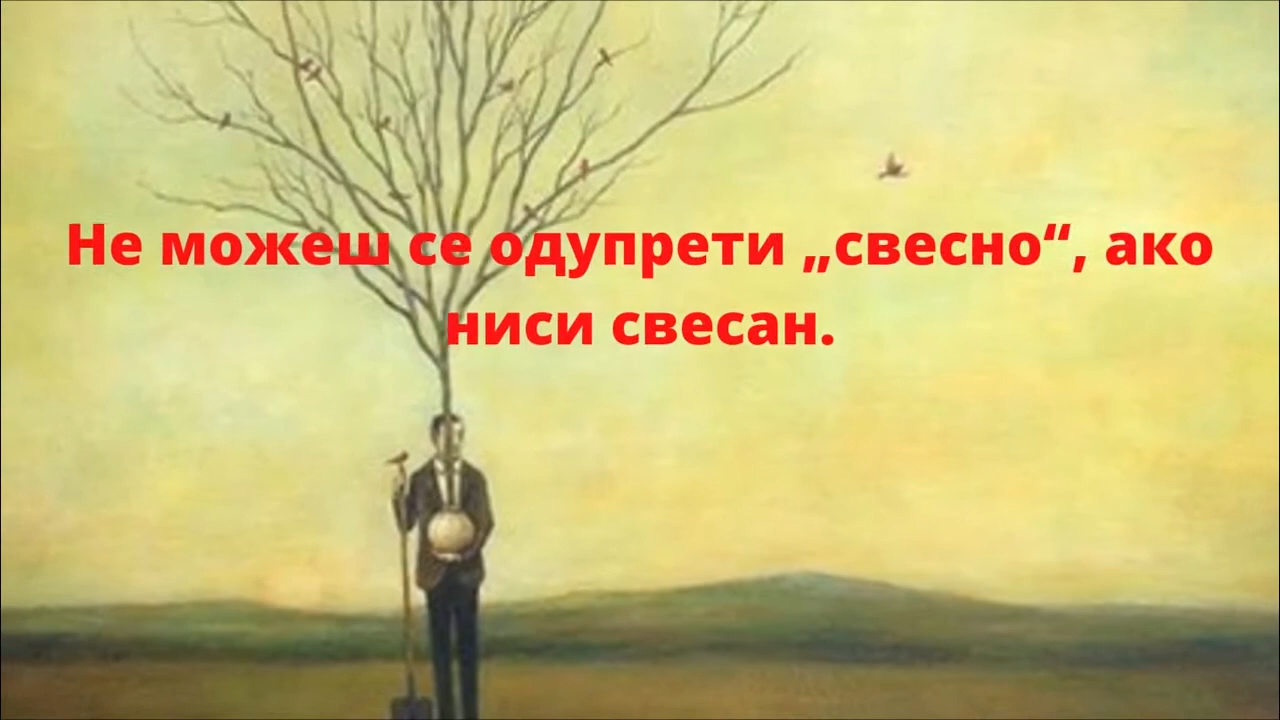 Не можеш се одупрети „свесно“, ако
ниси свесан.